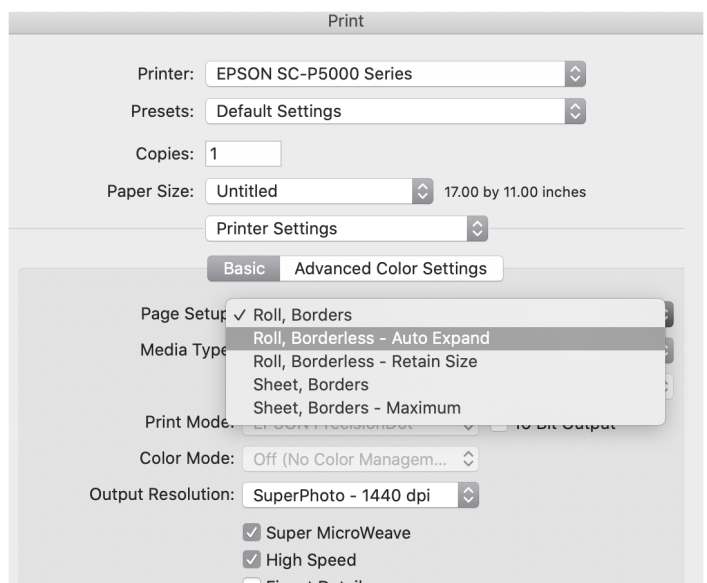 Print
Printer: EPSON SC-P5000 Series
Presets: Default Settings
Copies: 1
Paper Size: Untitled 17.00 by 11.00 inches
Printer Settings
Basic Advanced Color Settings
Page Setup ✓ Roll, Borders
Roll, Borderless - Auto Expand
Media Type
Roll, Borderless - Retain Size
Sheet, Borders
Sheet, Borders - Maximum
Print Mode: EPSON PrecisionDot 16 Bit Output
Color Mode: Off (No Color Managem...
Output Resolution: SuperPhoto - 1440 dpi
Super MicroWeave
High Speed